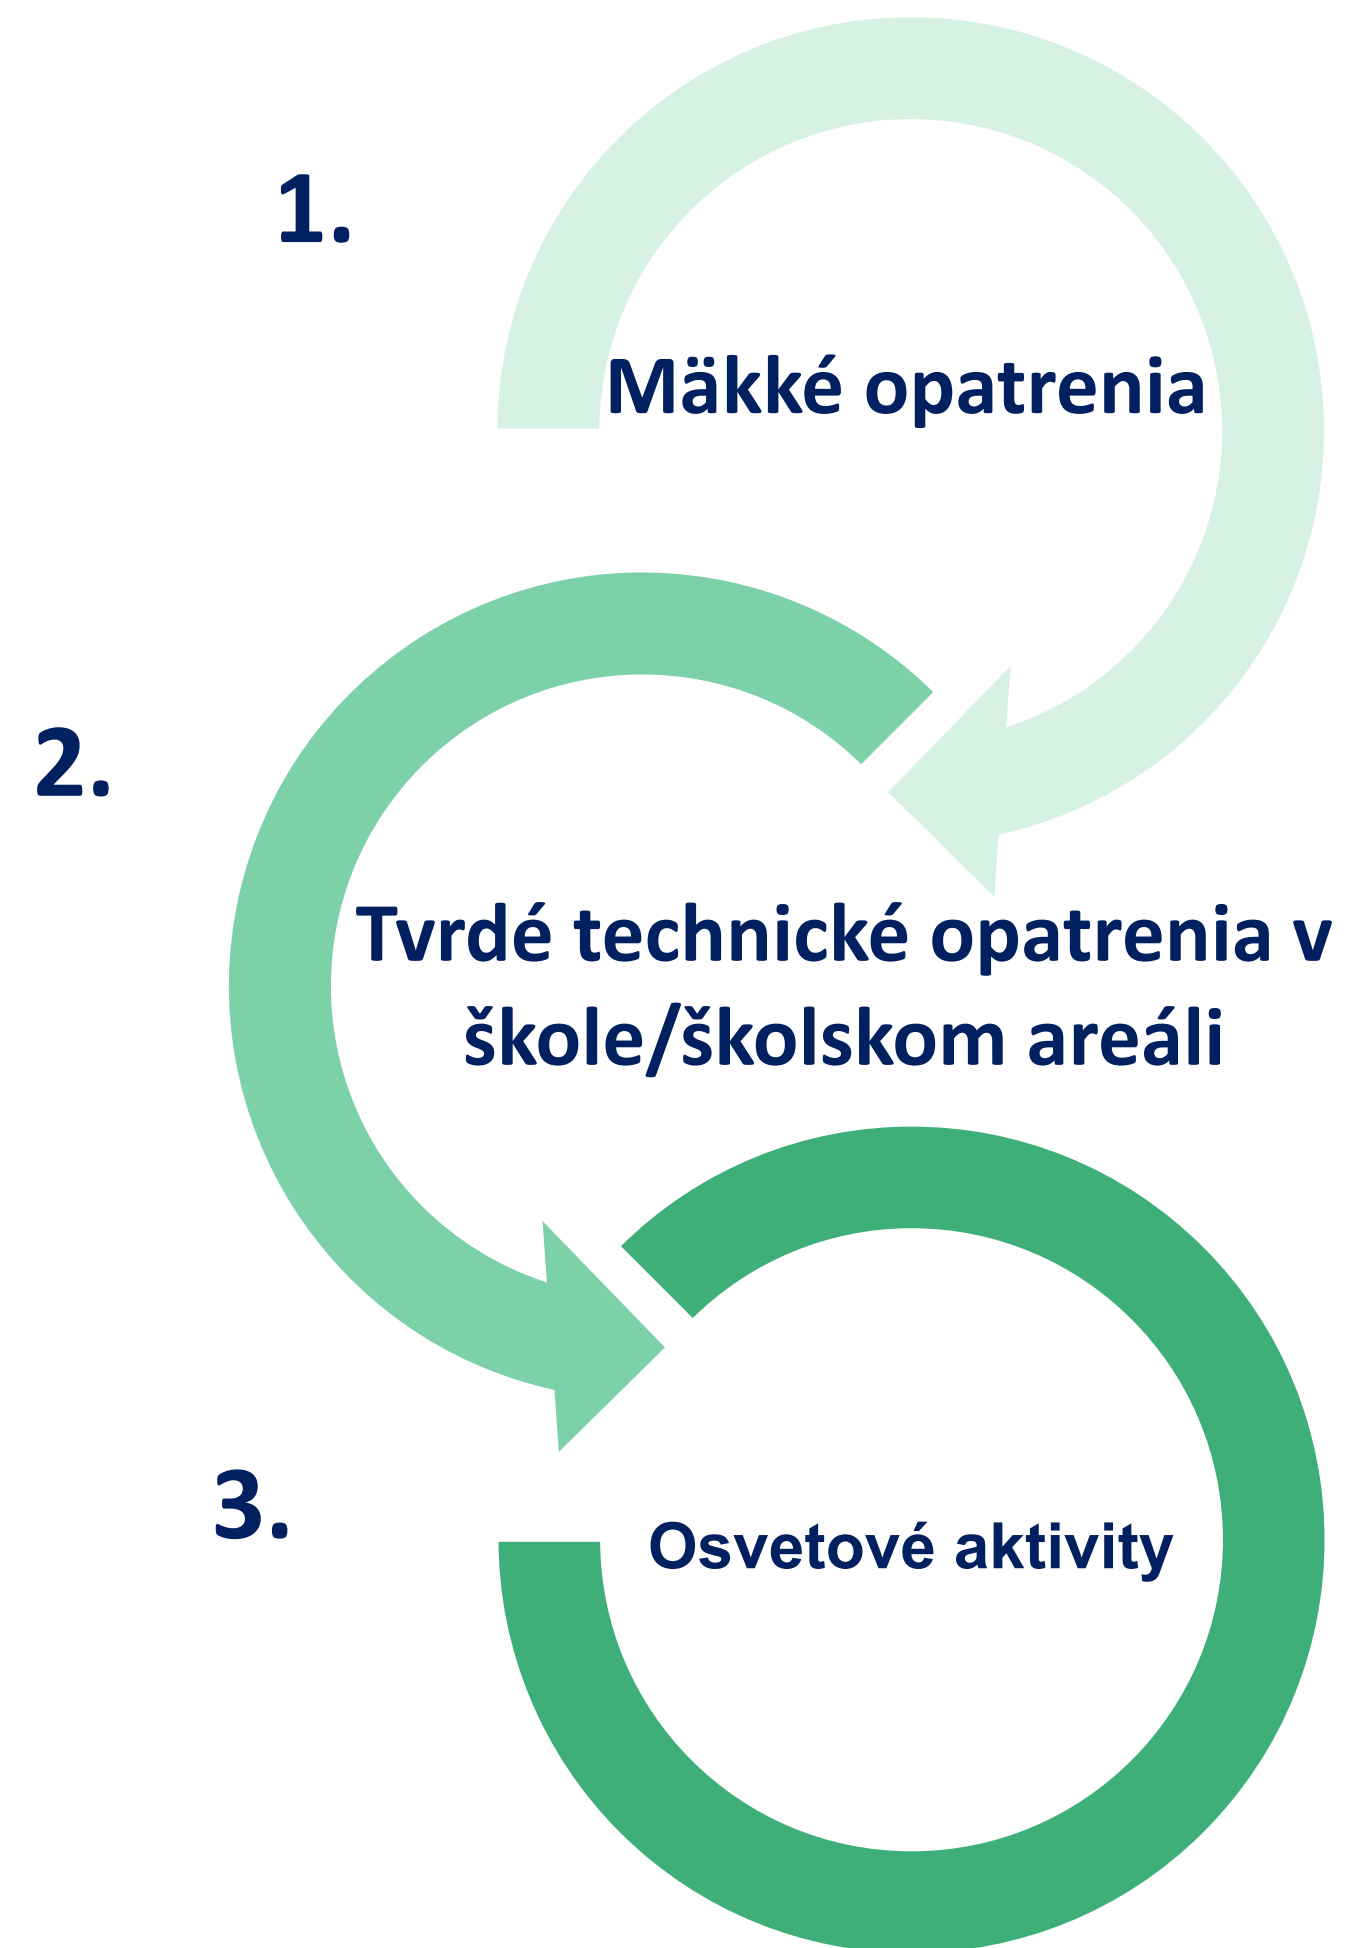 1.
Mäkké opatrenia
2.
Tvrdé technické opatrenia v
škole/školskom areáli
3.
Osvetové aktivity